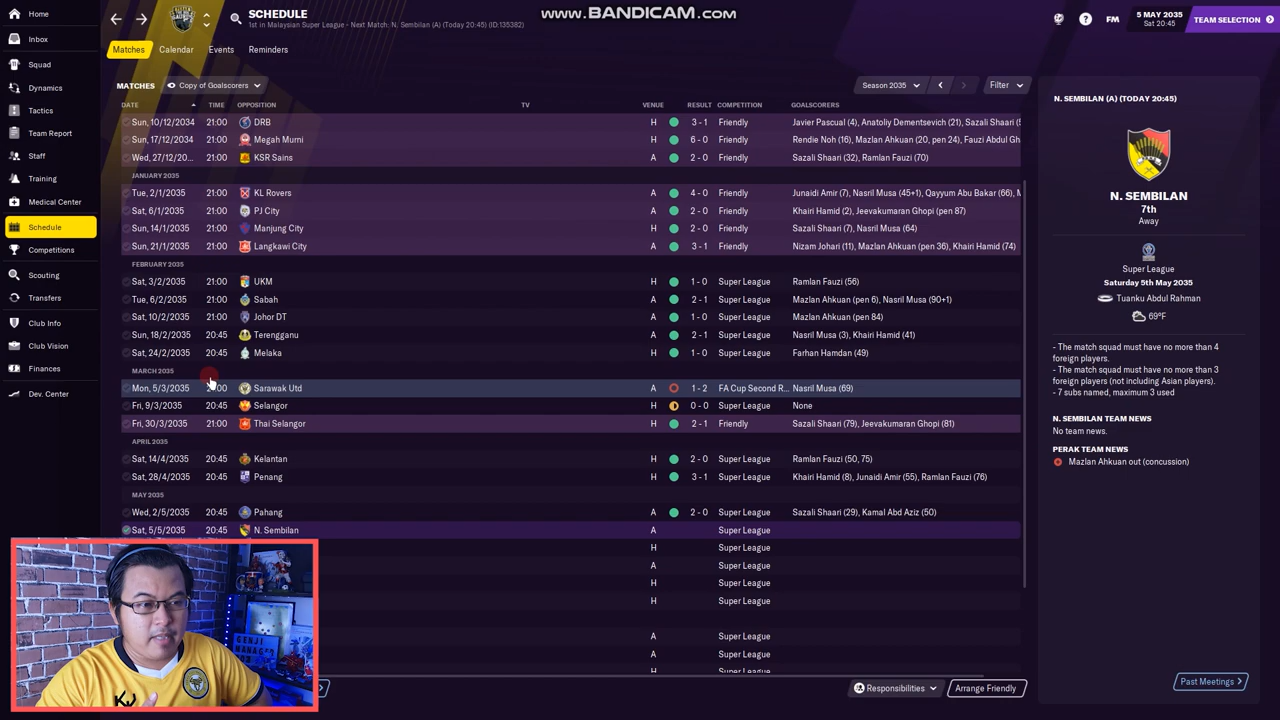 Home
SCHEDULE
1st in Malaysian Super League - Next Match: N. Sembilan (A) (Today 20:45) (ID:135382)
www.BANDICAM.com
FM
5 MAY 2035
Sat 20:45
TEAM SELECTION
Inbox
Squad
Dynamics
Tactics
Team Report
Staff
Training
Medical Center
Schedule
Competitions
Scouting
Transfers
Club Info
Club Vision
Finances
Dev. Center
Matches Calendar Events Reminders
MATCHES Copy of Goalscorers Season 2035 Filter
DATE TIME OPPOSITION TV VENUE RESULT COMPETITION GOALSCORERS
Sun, 10/12/2034 21:00 DRB H 3 - 1 Friendly Javier Pascual (4), Anatoliy Dementsevich (21), Sazali Shaari (
Sun, 17/12/2034 21:00 Megah Murni H 6 - 0 Friendly Rendie Noh (16), Mazlan Ahkuan (20, pen 24), Fauzi Abdul Gh
Wed, 27/12/20... 21:00 KSR Sains A 2 - 0 Friendly Sazali Shaari (32), Ramlan Fauzi (70)
JANUARY 2035
Tue, 2/1/2035 21:00 KL Rovers A 4 - 0 Friendly Junaidi Amir (7), Nasril Musa (45+1), Qayyum Abu Bakar (66), M
Sat, 6/1/2035 21:00 PJ City A 2 - 0 Friendly Khairi Hamid (2), Jeevakumaran Ghopi (pen 87)
Sun, 14/1/2035 21:00 Manjung City H 2 - 0 Friendly Sazali Shaari (7), Nasril Musa (64)
Sun, 21/1/2035 21:00 Langkawi City A 3 - 1 Friendly Nizam Johari (11), Mazlan Ahkuan (pen 36), Khairi Hamid (74)
FEBRUARY 2035
Sat, 3/2/2035 21:00 UKM H 1 - 0 Super League Ramlan Fauzi (56)
Tue, 6/2/2035 21:00 Sabah A 2 - 1 Super League Mazlan Ahkuan (pen 6), Nasril Musa (90+1)
Sat, 10/2/2035 21:00 Johor DT A 1 - 0 Super League Mazlan Ahkuan (pen 84)
Sun, 18/2/2035 20:45 Terengganu A 2 - 1 Super League Nasril Musa (3), Khairi Hamid (41)
Sat, 24/2/2035 20:45 Melaka H 1 - 0 Super League Farhan Hamdan (49)
MARCH 2035
Mon, 5/3/2035 Sarawak Utd A 1 - 2 FA Cup Second R... Nasril Musa (69)
Fri, 9/3/2035 20:45 Selangor H 0 - 0 Super League None
Fri, 30/3/2035 21:00 Thai Selangor H 2 - 1 Friendly Sazali Shaari (79), Jeevakumaran Ghopi (81)
APRIL 2035
Sat, 14/4/2035 20:45 Kelantan H 2 - 0 Super League Ramlan Fauzi (50, 75)
Sat, 28/4/2035 20:45 Penang H 3 - 1 Super League Khairi Hamid (8), Junaidi Amir (55), Ramlan Fauzi (76)
MAY 2035
Wed, 2/5/2035 20:45 Pahang A 2 - 0 Super League Sazali Shaari (29), Kamal Abd Aziz (50)
Sat, 5/5/2035 20:45 N. Sembilan A Super League
H Super League
A Super League
H Super League
H Super League
A Super League
A Super League
H Super League
Responsibilities Arrange Friendly
N. SEMBILAN (A) (TODAY 20:45)
N. SEMBILAN
7th
Away
Super League
Saturday 5th May 2035
Tuanku Abdul Rahman
69°F
- The match squad must have no more than 4
foreign players.
- The match squad must have no more than 3
foreign players (not including Asian players).
- 7 subs named, maximum 3 used
N. SEMBILAN TEAM NEWS
No team news.
PERAK TEAM NEWS
Mazlan Ahkuan out (concussion)
Past Meetings